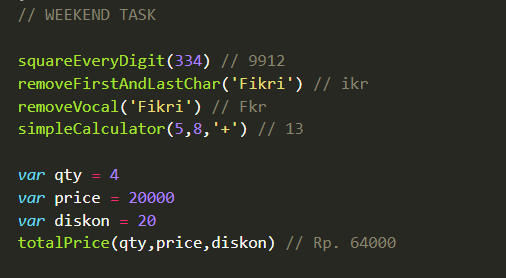 // WEEKEND TASK
squareEveryDigit(334) // 9912
removeFirstAndLastChar('Fikri') // ikr
removeVocal('Fikri') // Fkr
simpleCalculator(5,8,'+') // 13
var qty = 4
var price = 20000
var diskon = 20
totalPrice(qty,price,diskon) // Rp. 64000